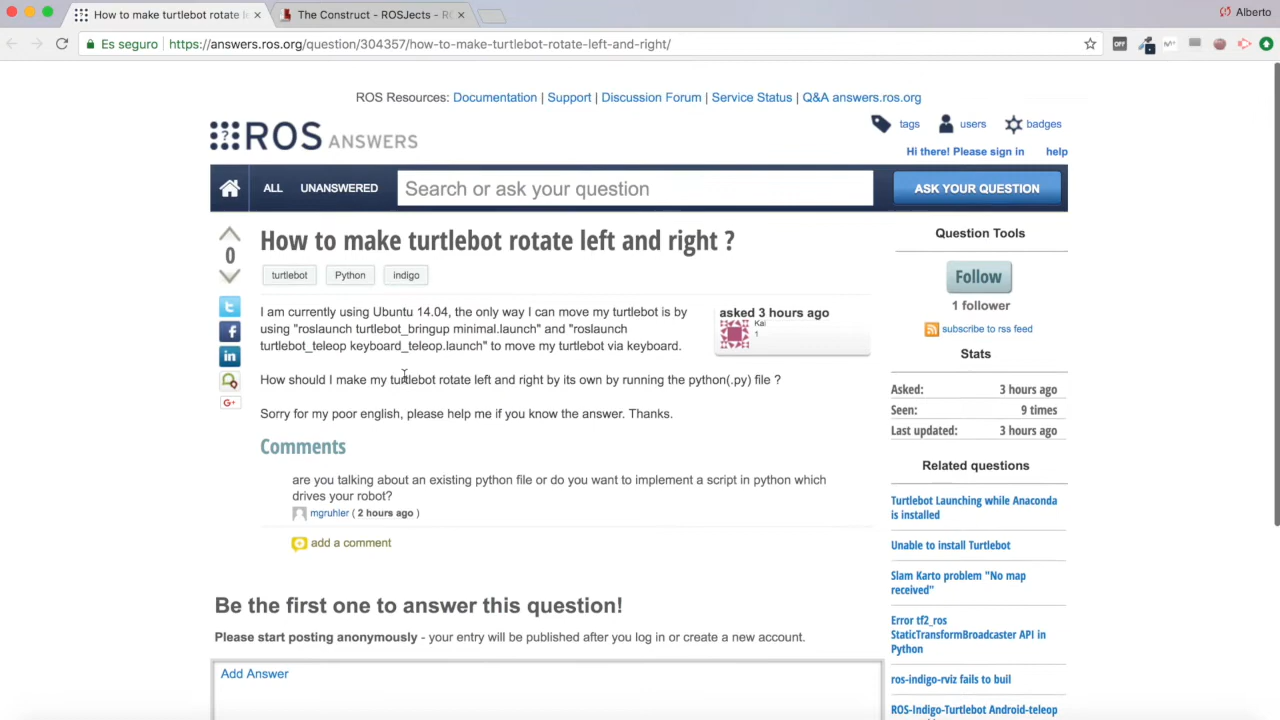 How to make turtlebot rotate l
The Construct - ROSJects - R
Alberto
Es seguro
https://answers.ros.org/question/304357/how-to-make-turtlebot-rotate-left-and-right/
OFF
ROS Resources: Documentation | Support | Discussion Forum | Service Status | Q&A answers.ros.org
ROS ANSWERS
tags
users
badges
Hi there! Please sign in
help
ALL
UNANSWERED
Search or ask your question
ASK YOUR QUESTION
How to make turtlebot rotate left and right ?
0
turtlebot
Python
indigo
I am currently using Ubuntu 14.04, the only way I can move my turtlebot is by
using "roslaunch turtlebot_bringup minimal.launch" and "roslaunch
turtlebot_teleop keyboard_teleop.launch" to move my turtlebot via keyboard.
asked 3 hours ago
Kai
1
How should I make my turtlebot rotate left and right by its own by running the python(.py) file ?
Sorry for my poor english, please help me if you know the answer. Thanks.
G+
Comments
are you talking about an existing python file or do you want to implement a script in python which
drives your robot?
mgruhler ( 2 hours ago )
add a comment
Be the first one to answer this question!
Please start posting anonymously - your entry will be published after you log in or create a new account.
Add Answer
Question Tools
Follow
1 follower
subscribe to rss feed
Stats
Asked: 3 hours ago
Seen: 9 times
Last updated: 3 hours ago
Related questions
Turtlebot Launching while Anaconda
is installed
Unable to install Turtlebot
Slam Karto problem "No map
received"
Error tf2_ros
StaticTransformBroadcaster API in
Python
ros-indigo-rviz fails to buil
ROS-Indigo-Turtlebot Android-teleop